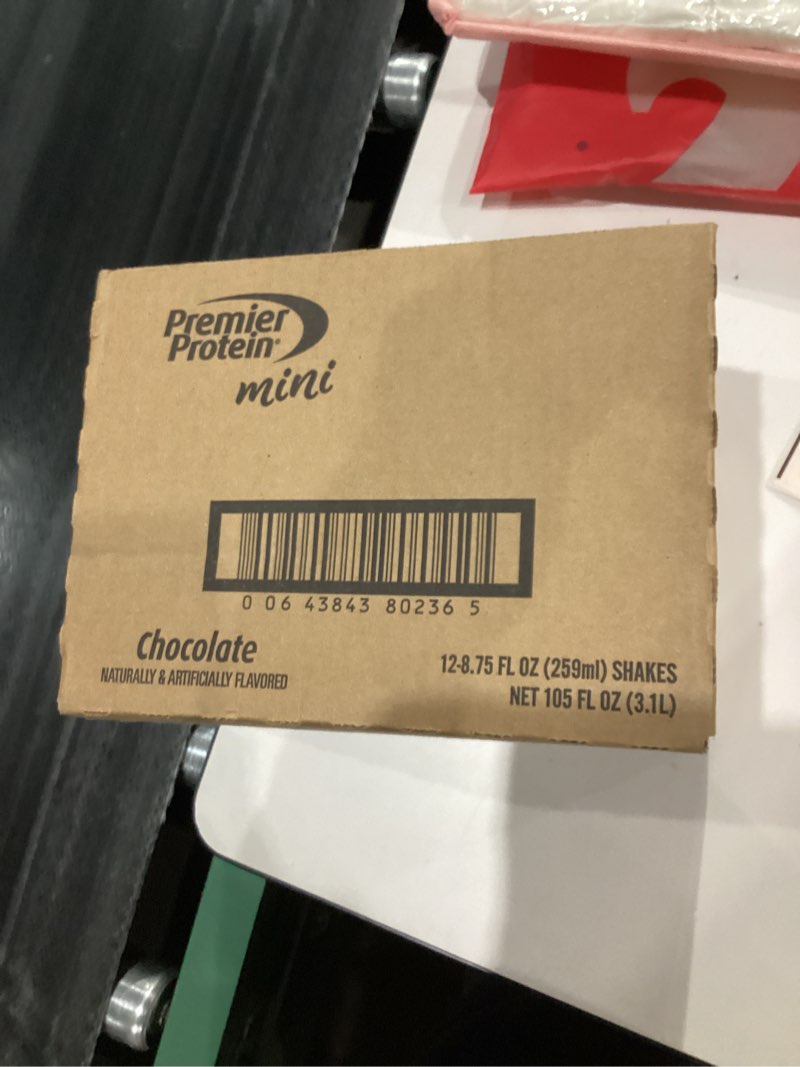 Premier
Protein®
mini
0 06 43843 80236 5
Chocolate
NATURALLY & ARTIFICIALLY FLAVORED
12-8.75 FL OZ (259ml) SHAKES
NET 105 FL OZ (3.1L)